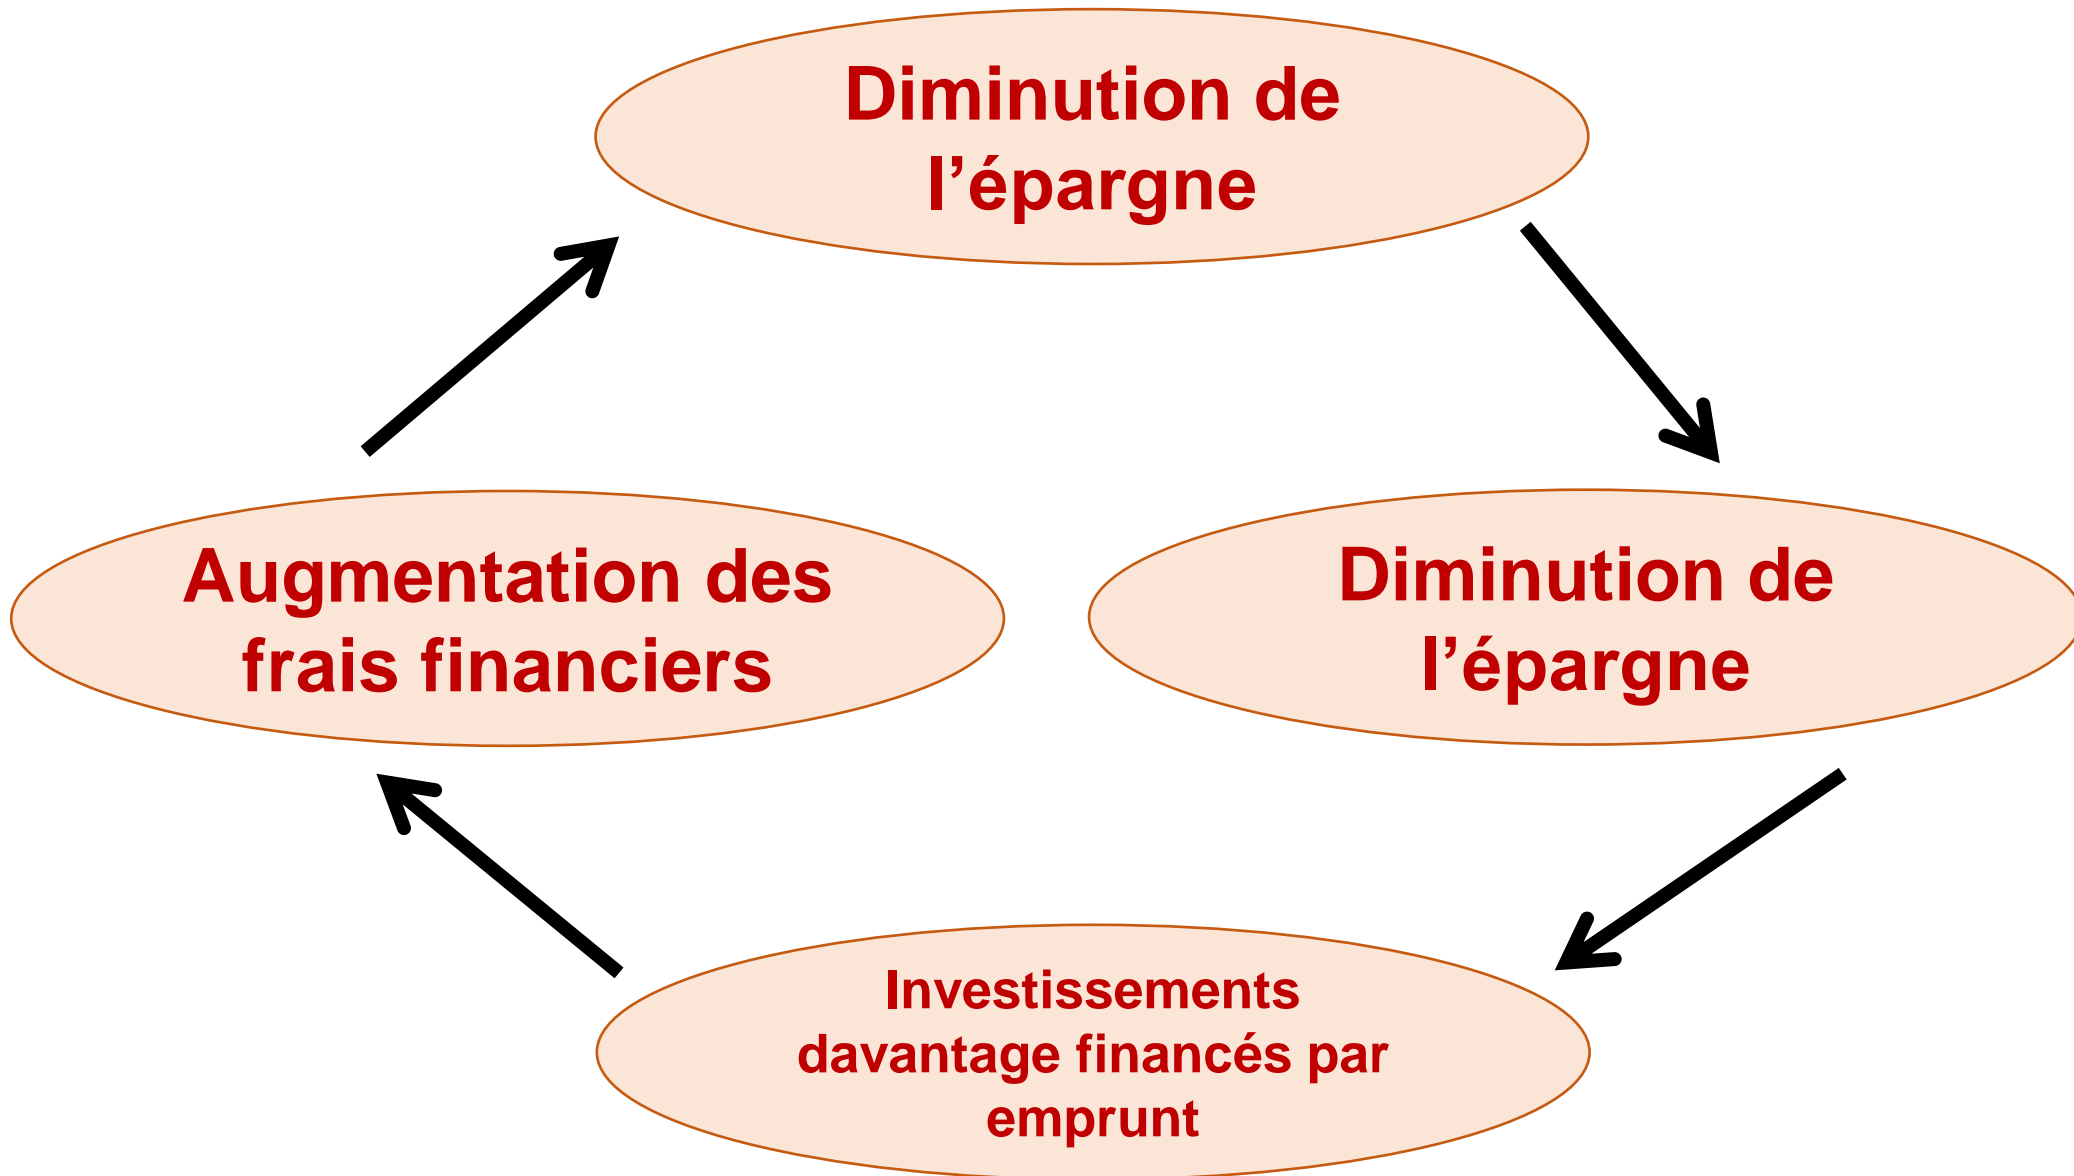 Diminution de
l’épargne
Augmentation des
frais financiers
Diminution de
l’épargne
Investissements
davantage financés par
emprunt